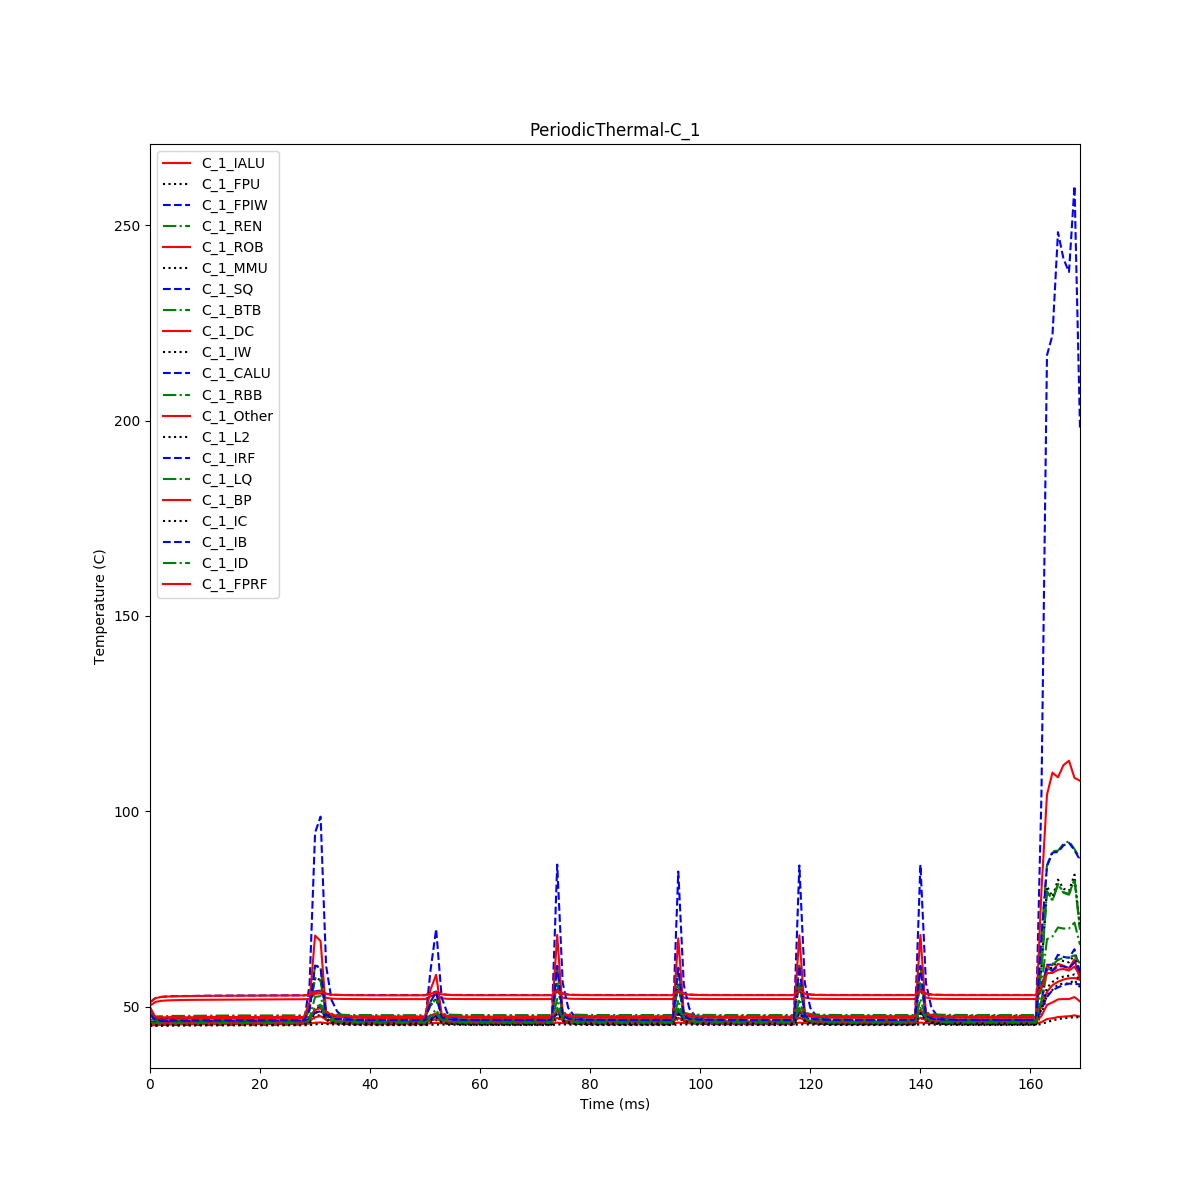 PeriodicThermal-C_1
C_1_IALU
C_1_FPU
C_1_FPIW
C_1_REN
C_1_ROB
C_1_MMU
C_1_SQ
C_1_BTB
C_1_DC
C_1_IW
C_1_CALU
C_1_RBB
C_1_Other
C_1_L2
C_1_IRF
C_1_LQ
C_1_BP
C_1_IC
C_1_IB
C_1_ID
C_1_FPRF
250
200
150
100
50
Temperature (C)
0 20 40 60 80 100 120 140 160
Time (ms)